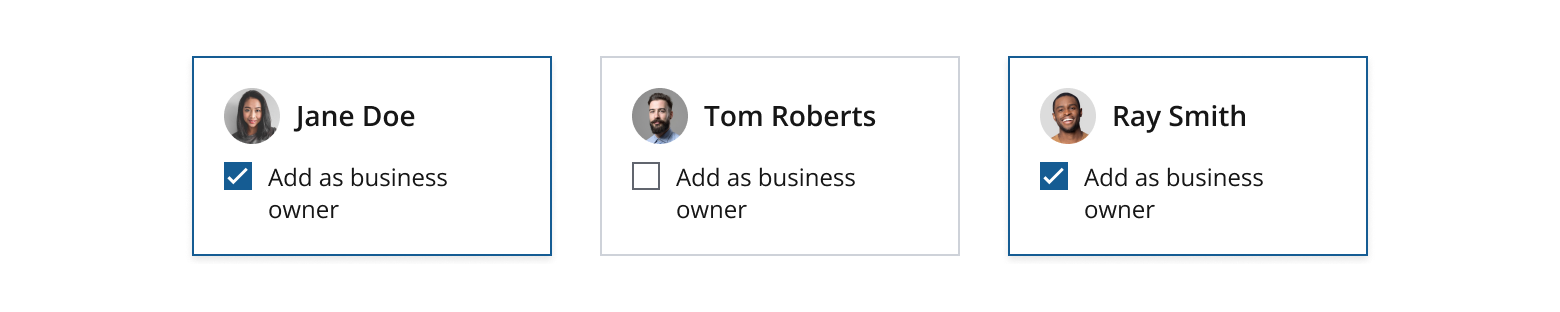 Jane Doe
Add as business
owner
Tom Roberts
Add as business
owner
Ray Smith
Add as business
owner